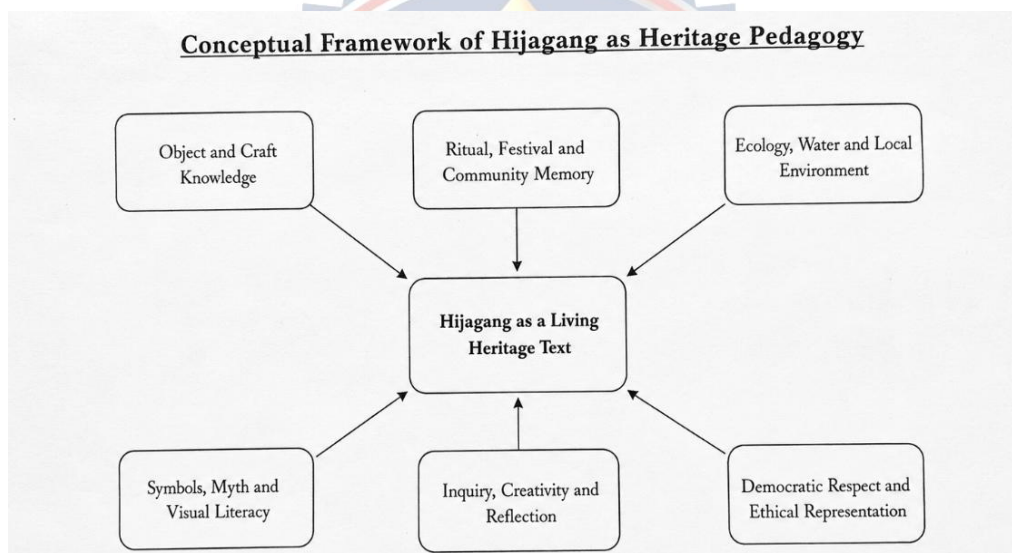 Conceptual Framework of Hijagang as Heritage Pedagogy
Object and Craft
Knowledge
Ritual, Festival and
Community Memory
Ecology, Water and Local
Environment
Hijagang as a Living
Heritage Text
Symbols, Myth and
Visual Literacy
Inquiry, Creativity and
Reflection
Democratic Respect and
Ethical Representation